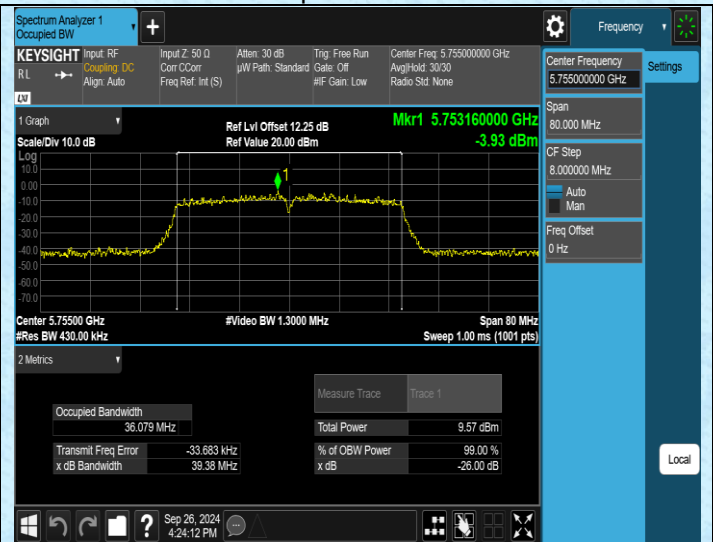 Spectrum Analyzer 1
Occupied BW
+
Frequency
KEYSIGHT
RL
LXI
Input: RF
Coupling: DC
Align: Auto
Input Z: 50 Ω
Corr CCorr
Freq Ref: Int (S)
Atten: 30 dB
µW Path: Standard
Trig: Free Run
Gate: Off
#IF Gain: Low
Center Freq: 5.755000000 GHz
Avg|Hold: 30/30
Radio Std: None
Center Frequency
5.755000000 GHz
Settings
Span
80.000 MHz
CF Step
8.000000 MHz
Auto
Man
Freq Offset
0 Hz
1 Graph
Scale/Div 10.0 dB
Ref Lvl Offset 12.25 dB
Ref Value 20.00 dBm
Mkr1 5.753160000 GHz
-3.93 dBm
Log
10.0
0.00
-10.0
-20.0
-30.0
-40.0
-50.0
-60.0
-70.0
1
Center 5.75500 GHz
#Res BW 430.00 kHz
#Video BW 1.3000 MHz
Span 80 MHz
Sweep 1.00 ms (1001 pts)
2 Metrics
Measure Trace Trace 1
Occupied Bandwidth
36.079 MHz
Total Power 9.57 dBm
Transmit Freq Error -33.683 kHz
% of OBW Power 99.00 %
x dB Bandwidth 39.38 MHz
x dB -26.00 dB
Local
?
Sep 26, 2024
4:24:12 PM